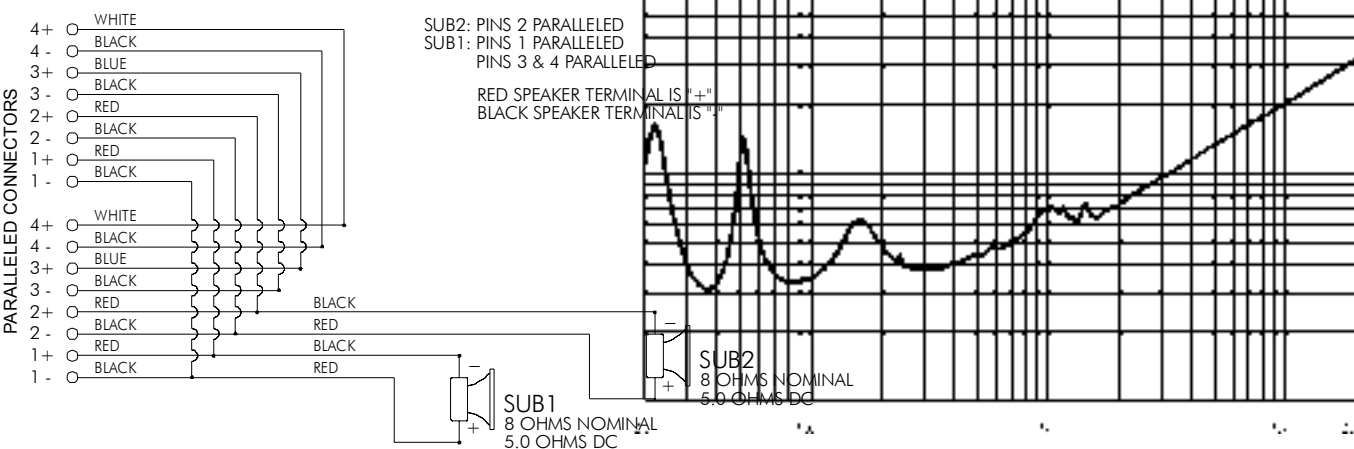 SUB2: PINS 2 PARALLELED
SUB1: PINS 1 PARALLELED
PINS 3 & 4 PARALLELED
RED SPEAKER TERMINAL IS "+"
BLACK SPEAKER TERMINAL IS "-"
PARALLELED CONNECTORS
4+ WHITE
4- BLACK
3+ BLUE
3- BLACK
2+ RED
2- BLACK
1+ RED
1- BLACK
4+ WHITE
4- BLACK
3+ BLUE
3- BLACK
2+ RED BLACK
2- BLACK RED
1+ RED BLACK
1- BLACK RED
−
+
SUB2
8 OHMS NOMINAL
5.0 OHMS DC
−
+
SUB1
8 OHMS NOMINAL
5.0 OHMS DC